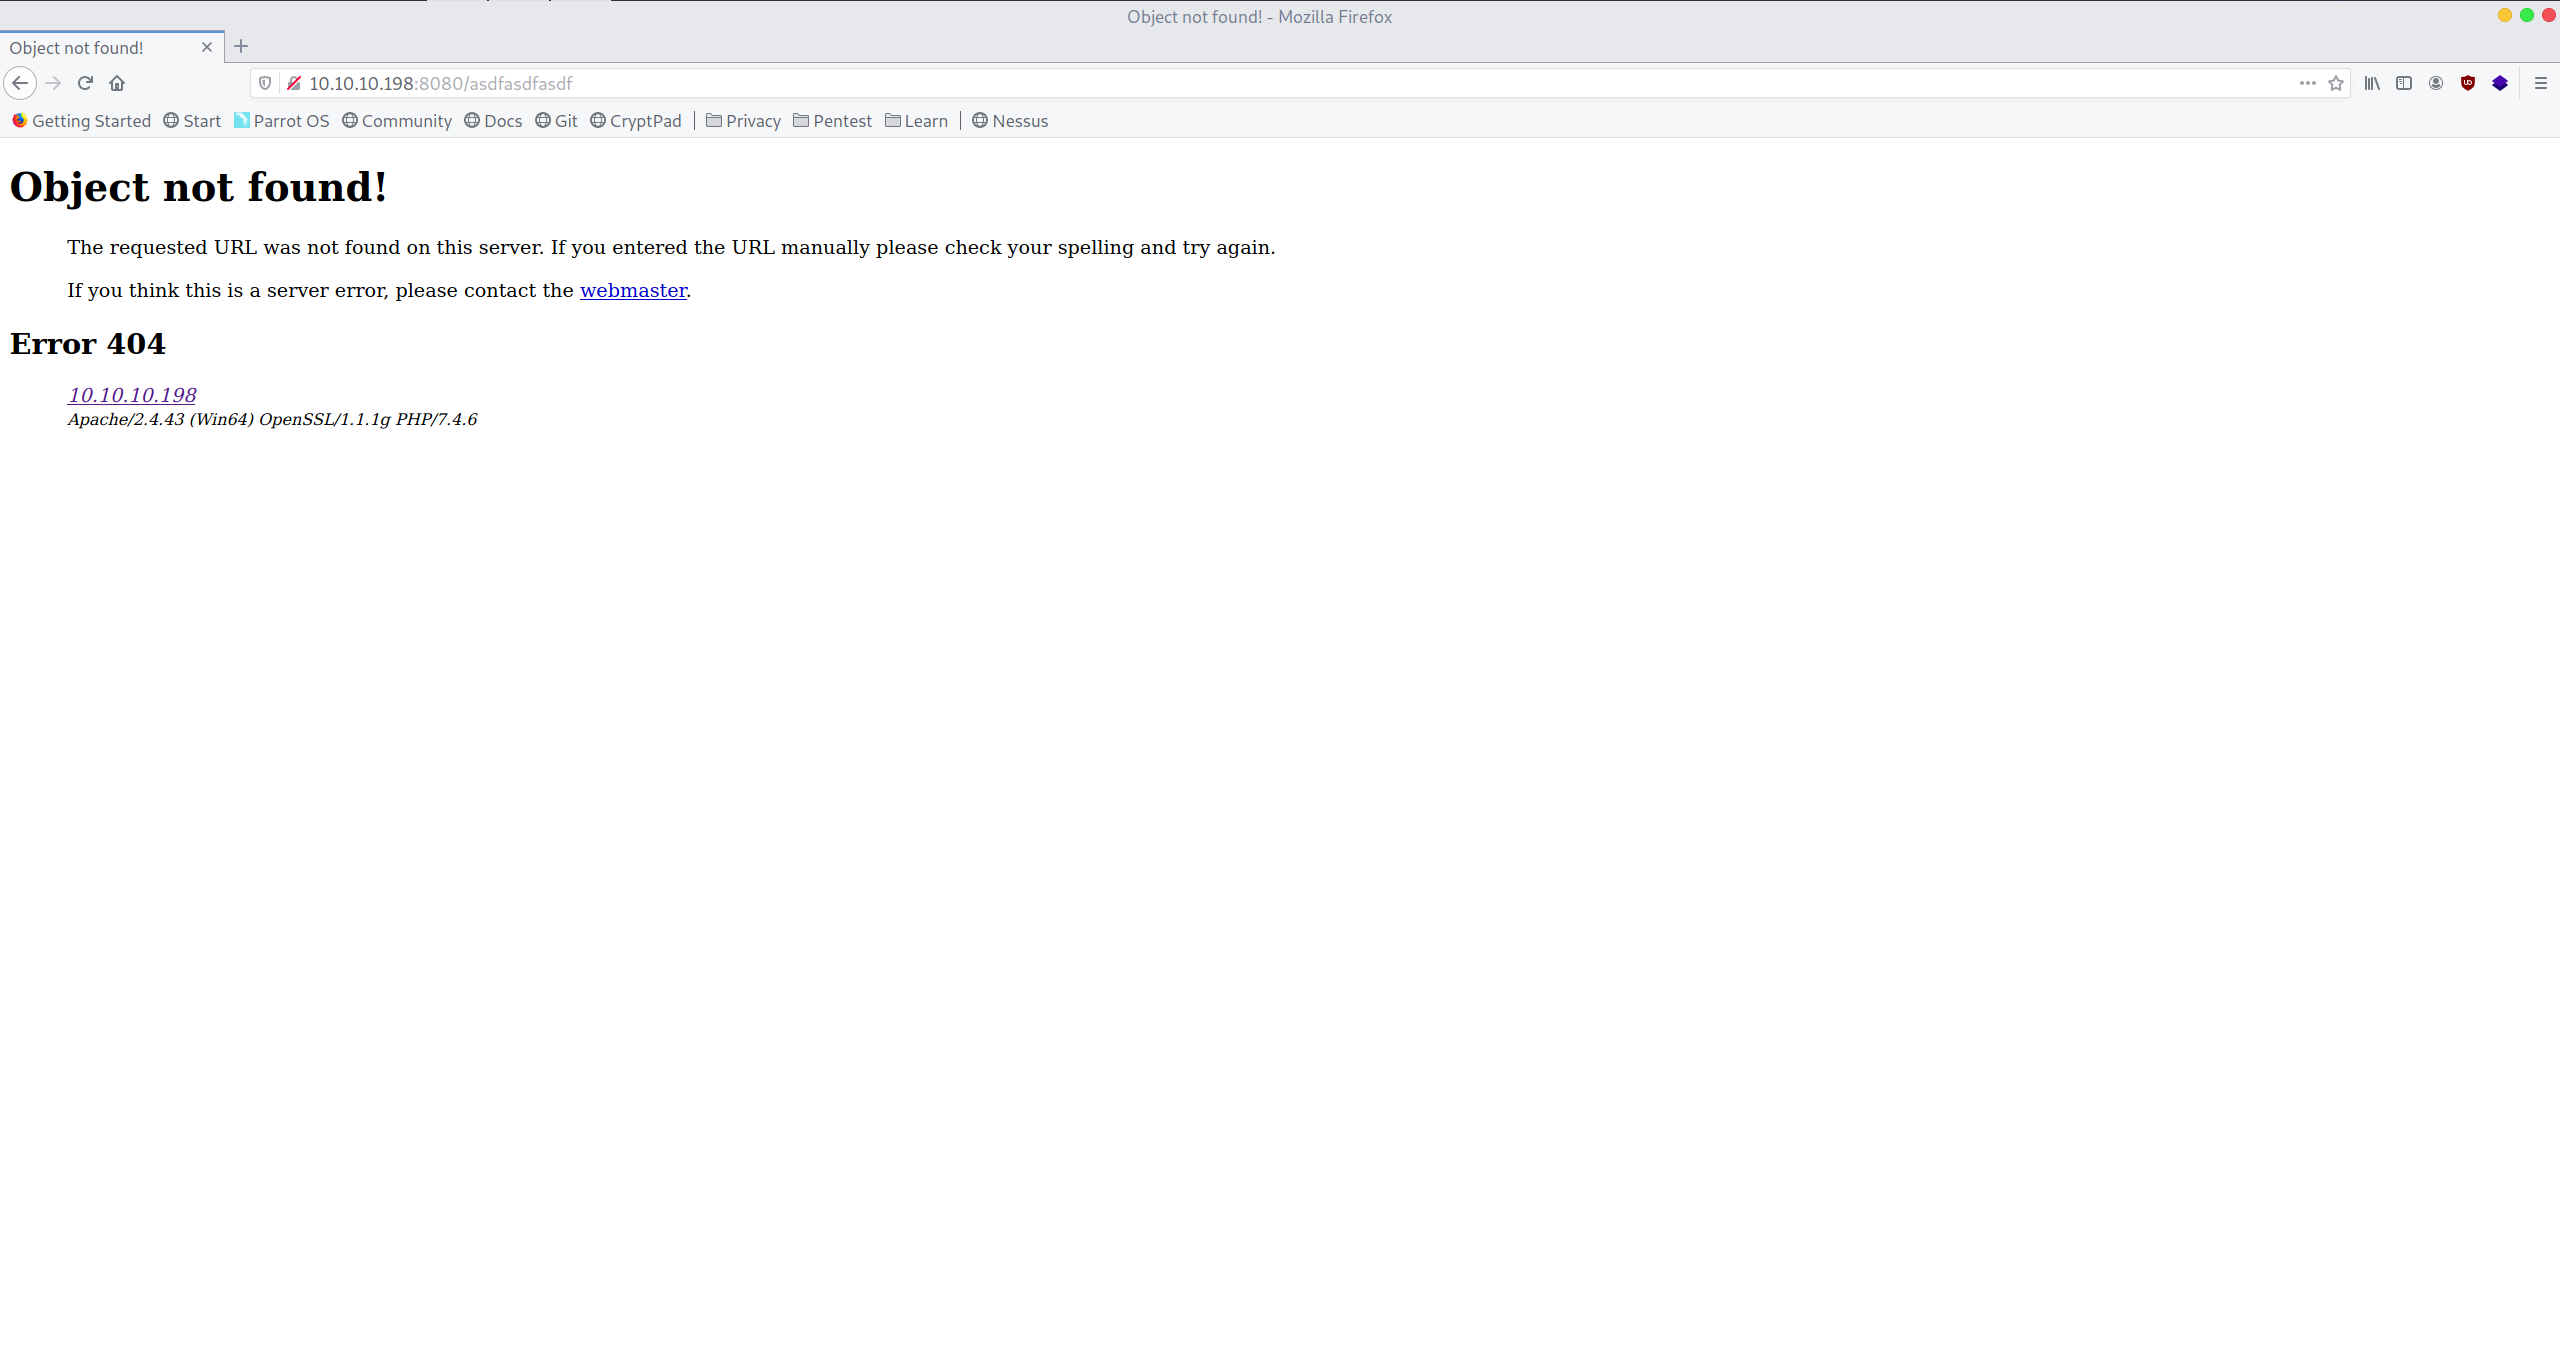 Object not found! - Mozilla Firefox
Object not found!
10.10.10.198:8080/asdfasdfasdf
Getting Started Start Parrot OS Community Docs Git CryptPad Privacy Pentest Learn Nessus
Object not found!
The requested URL was not found on this server. If you entered the URL manually please check your spelling and try again.
If you think this is a server error, please contact the webmaster.
Error 404
10.10.10.198
Apache/2.4.43 (Win64) OpenSSL/1.1.1g PHP/7.4.6